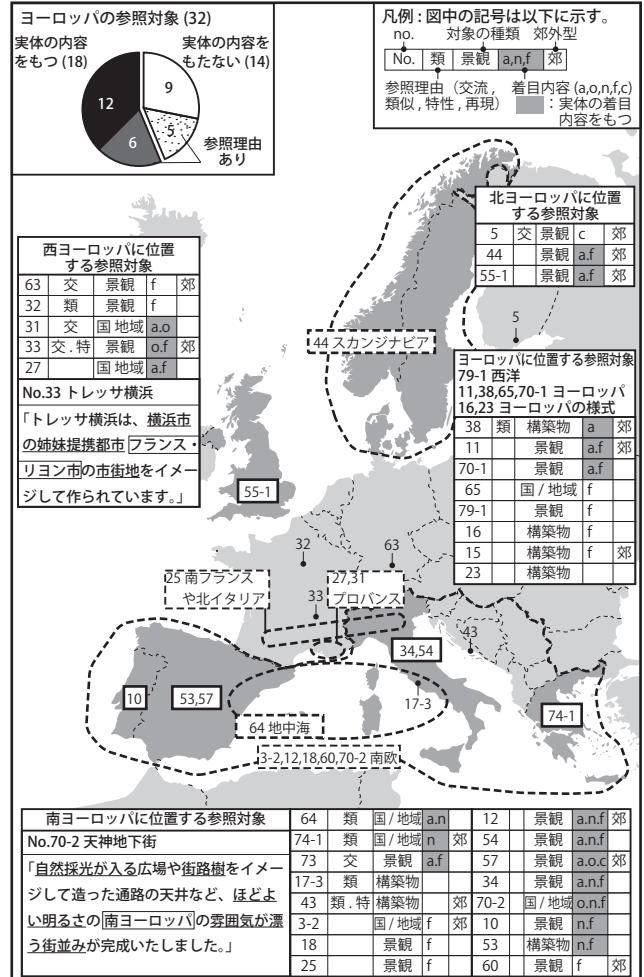 ヨーロッパの参照対象 (32)
実体の内容
をもつ (18)
実体の内容を
もたない (14)
12
9
5
6
参照理由
あり
凡例 : 図中の記号は以下に示す。
no. 対象の種類 郊外型
No. 類 景観 a,n,f 郊
参照理由（交流 , 着目内容 (a,o,n,f,c)
類似 , 特性 , 再現） : 実体の着目
内容をもつ
北ヨーロッパに位置
する参照対象
5 交 景観 c 郊
44 景観 a.f 郊
55-1 景観 a.f 郊
西ヨーロッパに位置
する参照対象
63 交 景観 f 郊
32 類 景観 f
31 交 国 地域 a.o
33 交 . 特 景観 o.f 郊
27 国 地域 a.f
No.33 トレッサ横浜
「トレッサ横浜は、横浜市
の姉妹提携都市 フランス・
リヨン市の市街地をイメー
ジして作られています。」
5
44 スカンジナビア
ヨーロッパに位置する参照対象
79-1 西洋
11,38,65,70-1 ヨーロッパ
16,23 ヨーロッパの様式
38 類 構築物 a 郊
11 景観 a.f 郊
70-1 景観 a.f
65 国 / 地域 f
79-1 景観 f
16 構築物 f
15 構築物 f 郊
23 構築物
55-1
32
63
25 南フランス
や北イタリア
27,31
プロバンス
33
34,54
43
10
53,57
17-3
74-1
64 地中海
3-2,12,18,60,70-2 南欧
南ヨーロッパに位置する参照対象
No.70-2 天神地下街
「自然採光が入る広場や街路樹をイメー
ジして造った通路の天井など、ほどよ
い明るさの南ヨーロッパの雰囲気が漂
う街並みが完成いたしました。」
64 類 国 / 地域 a.n
74-1 類 国 / 地域 n 郊
73 交 景観 a.f
17-3 類 構築物
43 類 . 特 構築物 郊
3-2 国 / 地域 f 郊
18 景観 f
25 景観 f
12 景観 a.n.f 郊
54 景観 a.n.f
57 景観 a.o.c 郊
34 景観 a.n.f
70-2 国 / 地域 o.n.f
10 景観 n.f
53 構築物 n.f
60 景観 f 郊